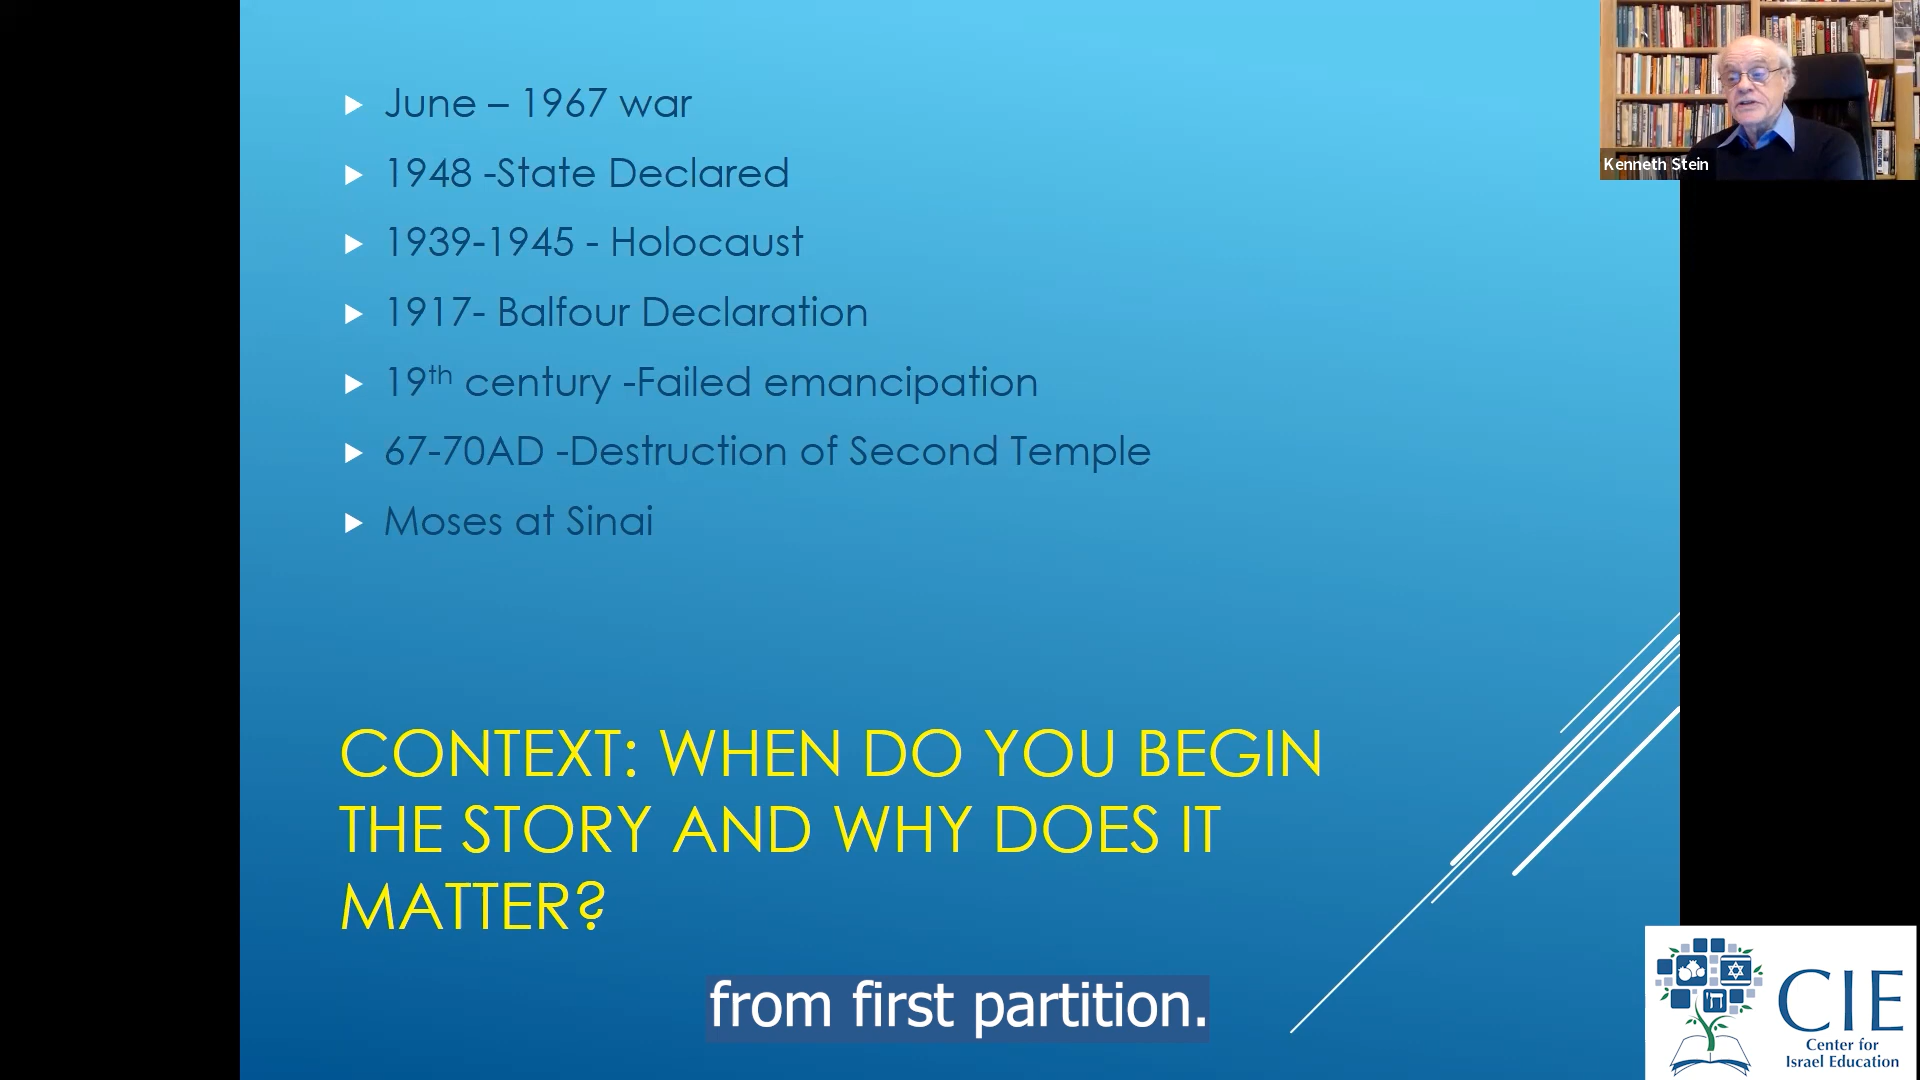 June – 1967 war
1948 -State Declared
1939-1945 - Holocaust
1917- Balfour Declaration
19th century -Failed emancipation
67-70AD -Destruction of Second Temple
Moses at Sinai
CONTEXT: WHEN DO YOU BEGIN
THE STORY AND WHY DOES IT
MATTER?
from first partition.
Kenneth Stein
CIE
Center for
Israel Education